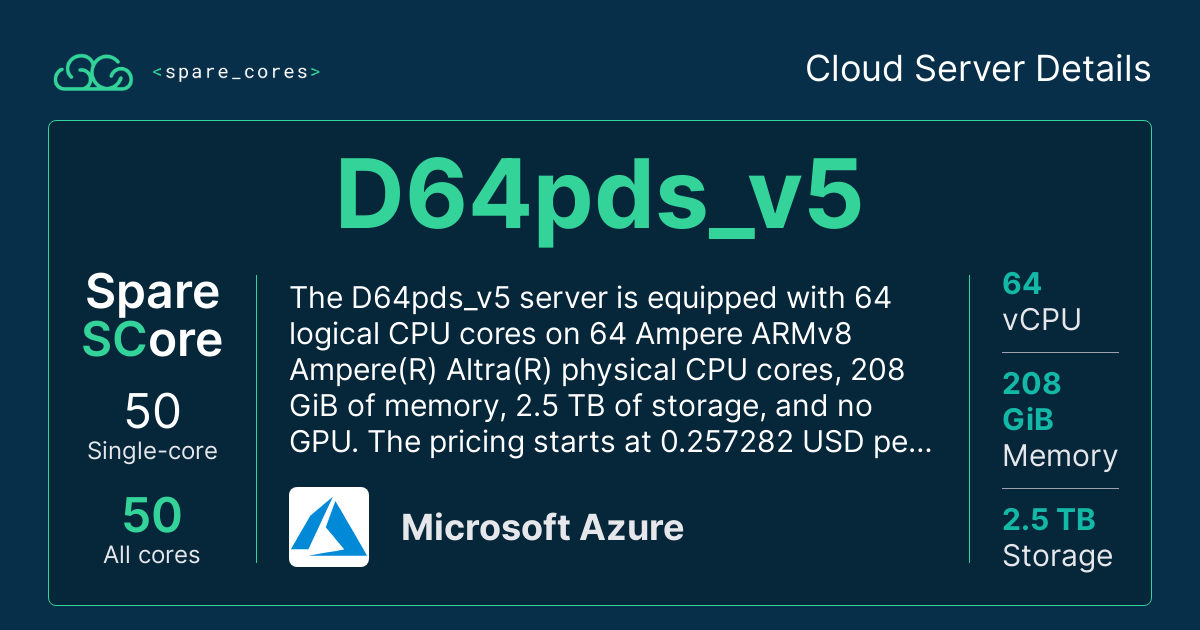 <spare_cores>
Cloud Server Details
D64pds_v5
Spare
SCore
50
Single-core
50
All cores
The D64pds_v5 server is equipped with 64
logical CPU cores on 64 Ampere ARMv8
Ampere(R) Altra(R) physical CPU cores, 208
GiB of memory, 2.5 TB of storage, and no
GPU. The pricing starts at 0.257282 USD pe...
Microsoft Azure
64
vCPU
208
GiB
Memory
2.5 TB
Storage